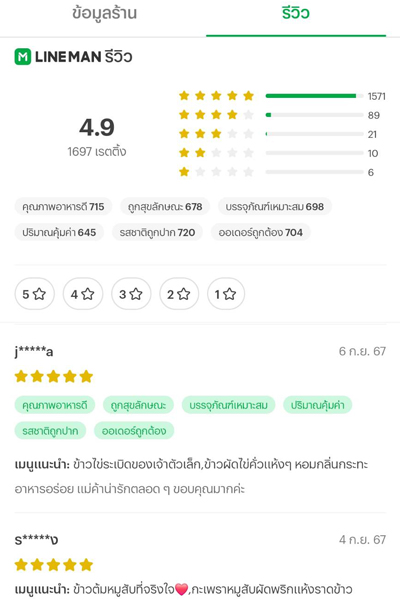 ข้อมูลร้าน รีวิว
LINEMAN รีวิว
1571
4.9 89
1697 เรตติ้ง 21
10
6
คุณภาพอาหารดี 715 ถูกสุขลักษณะ 678 บรรจุภัณฑ์เหมาะสม 698
ปริมาณคุ้มค่า 645 รสชาติถูกปาก 720 ออเดอร์ถูกต้อง 704
5 4 3 2 1
j*****a 6 ก.ย. 67
คุณภาพอาหารดี ถูกสุขลักษณะ บรรจุภัณฑ์เหมาะสม ปริมาณคุ้มค่า
รสชาติถูกปาก ออเดอร์ถูกต้อง
เมนูแนะนำ: ข้าวไข่ระเบิดของเจ้าตัวเล็ก,ข้าวผัดไข่คั่วแห้งๆ หอมกลิ่นกระทะ
อาหารอร่อย แม่ค้าน่ารักตลอด ๆ ขอบคุณมากค่ะ
s*****ง 4 ก.ย. 67
เมนูแนะนำ: ข้าวต้มหมูสับที่จริงใจ❤️,กะเพราหมูสับผัดพริกแห้งราดข้าว